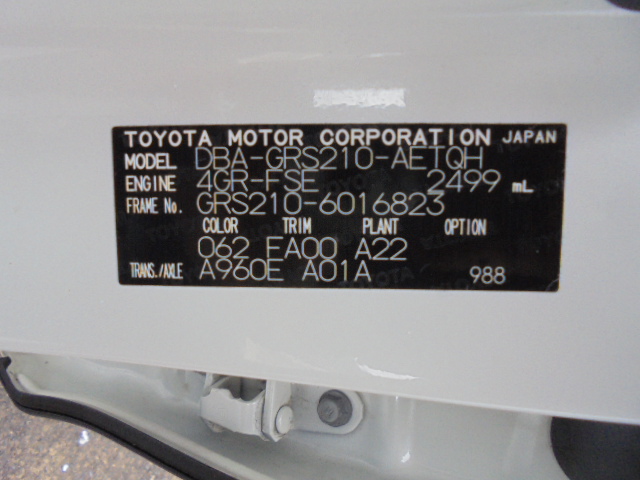 TOYOTA MOTOR CORPORATION JAPAN
MODEL DBA-GRS210-AETQH
ENGINE 4GR-FSE 2499 mL
FRAME No. GRS210-6016823
COLOR TRIM PLANT OPTION
062 FA00 A22
TRANS./AXLE A960E A01A 988